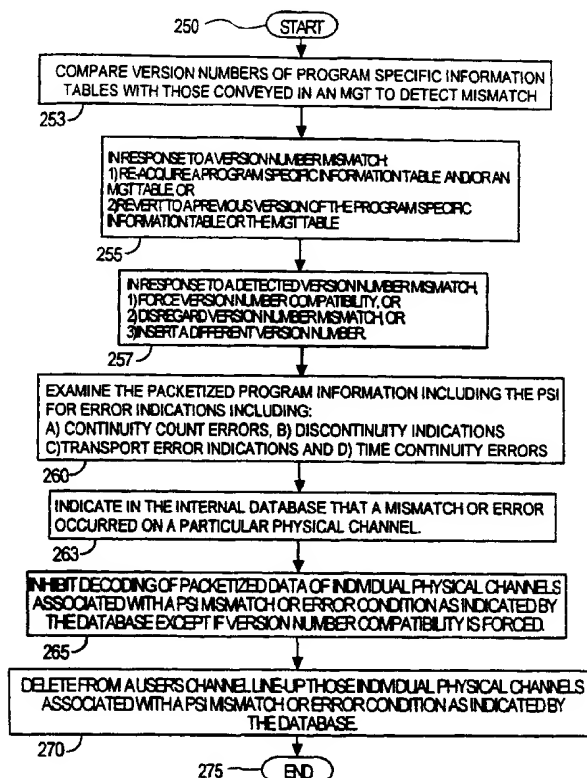 250
START
COMPARE VERSION NUMBERS OF PROGRAM SPECIFIC INFORMATION
TABLES WITH THOSE CONVEYED IN AN MGT TO DETECT MISMATCH
253
IN RESPONSE TO A VERSION NUMBER MISMATCH:
1) RE-ACQUIRE A PROGRAM SPECIFIC INFORMATION TABLE AND/OR AN
MGT TABLE, OR
2) REVERT TO A PREVIOUS VERSION OF THE PROGRAM SPECIFIC
INFORMATION TABLE OR THE MGT TABLE
255
IN RESPONSE TO A DETECTED VERSION NUMBER MISMATCH,
1) FORCE VERSION NUMBER COMPATIBILITY, OR
2) DISREGARD VERSION NUMBER MISMATCH, OR
3) INSERT A DIFFERENT VERSION NUMBER.
257
EXAMINE THE PACKETIZED PROGRAM INFORMATION INCLUDING THE PSI
FOR ERROR INDICATIONS INCLUDING:
A) CONTINUITY COUNT ERRORS, B) DISCONTINUITY INDICATIONS
C)TRANSPORT ERROR INDICATIONS AND D) TIME CONTINUITY ERRORS
260
INDICATE IN THE INTERNAL DATABASE THAT A MISMATCH OR ERROR
OCCURRED ON A PARTICULAR PHYSICAL CHANNEL.
263
INHIBIT DECODING OF PACKETIZED DATA OF INDIVIDUAL PHYSICAL CHANNELS
ASSOCIATED WITH A PSI MISMATCH OR ERROR CONDITION AS INDICATED BY
THE DATABASE EXCEPT IF VERSION NUMBER COMPATIBILITY IS FORCED.
265
DELETE FROM A USER'S CHANNEL LINE-UP THOSE INDIVIDUAL PHYSICAL CHANNELS
ASSOCIATED WITH A PSI MISMATCH OR ERROR CONDITION AS INDICATED BY
THE DATABASE.
270
275
END